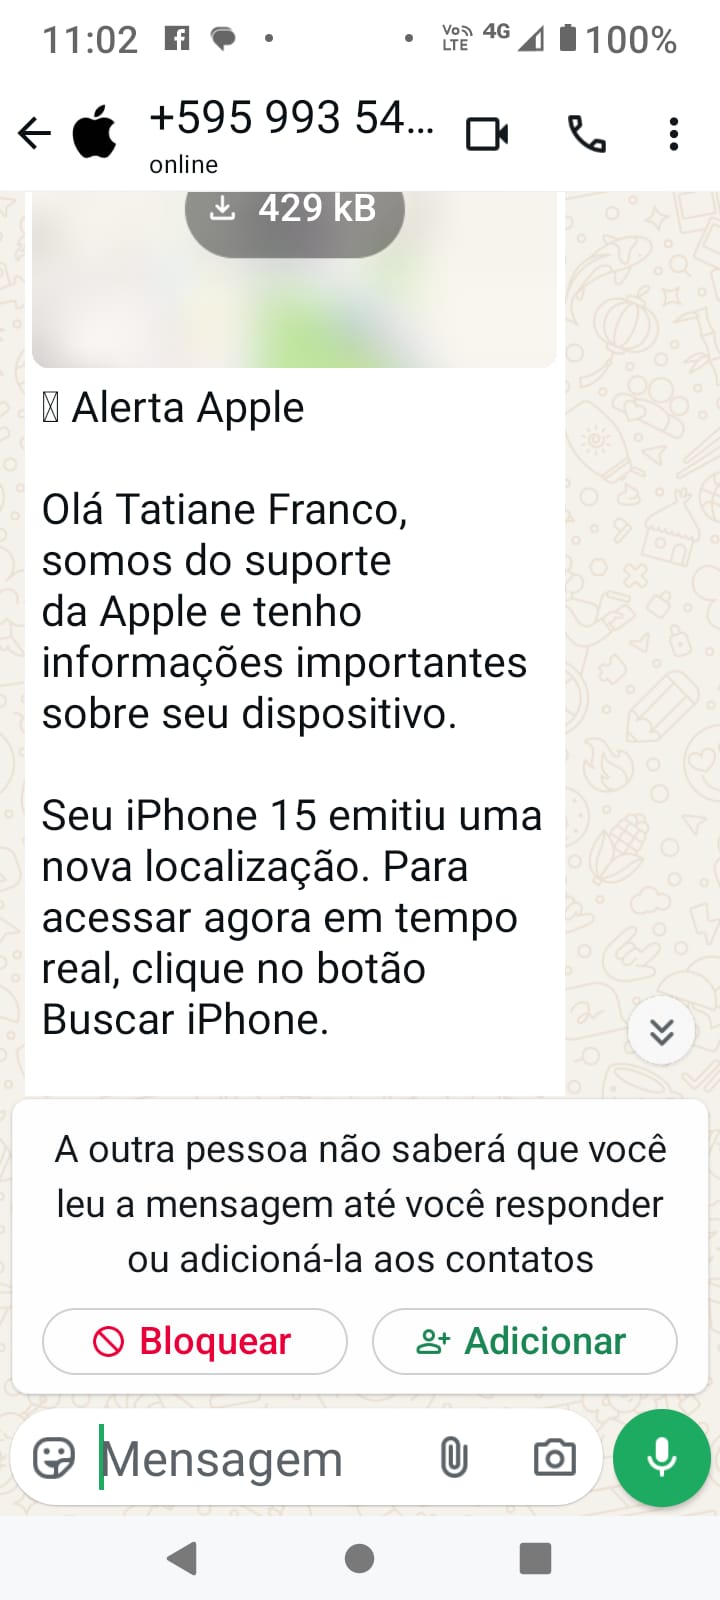 11:02
VoLTE 4G 100%
+595 993 54...
online
429 kB
Alerta Apple
Olá Tatiane Franco,
somos do suporte
da Apple e tenho
informações importantes
sobre seu dispositivo.
Seu iPhone 15 emitiu uma
nova localização. Para
acessar agora em tempo
real, clique no botão
Buscar iPhone.
A outra pessoa não saberá que você
leu a mensagem até você responder
ou adicioná-la aos contatos
Bloquear Adicionar
Mensagem